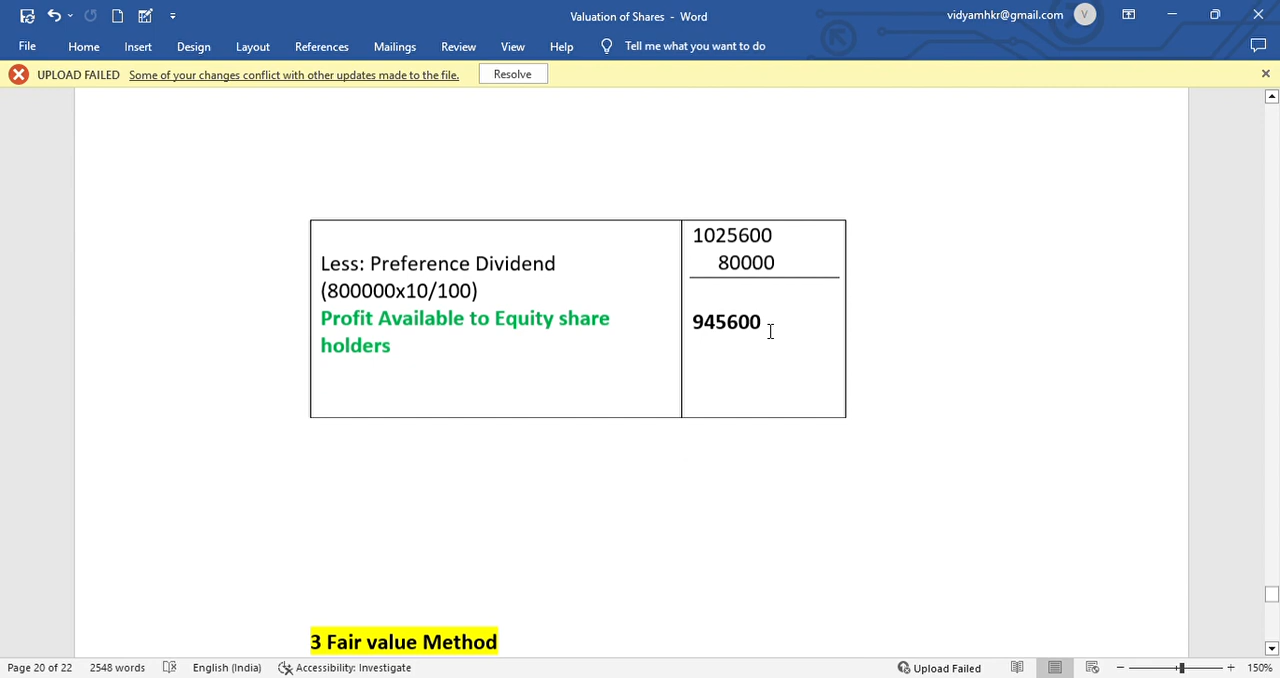 Valuation of Shares - Word
vidyamhkr@gmail.com
V
File Home Insert Design Layout References Mailings Review View Help Tell me what you want to do
UPLOAD FAILED Some of your changes conflict with other updates made to the file. Resolve
1025600
Less: Preference Dividend 80000
(800000x10/100)
Profit Available to Equity share 945600
holders
3 Fair value Method
Page 20 of 22 2548 words English (India) Accessibility: Investigate Upload Failed 150%